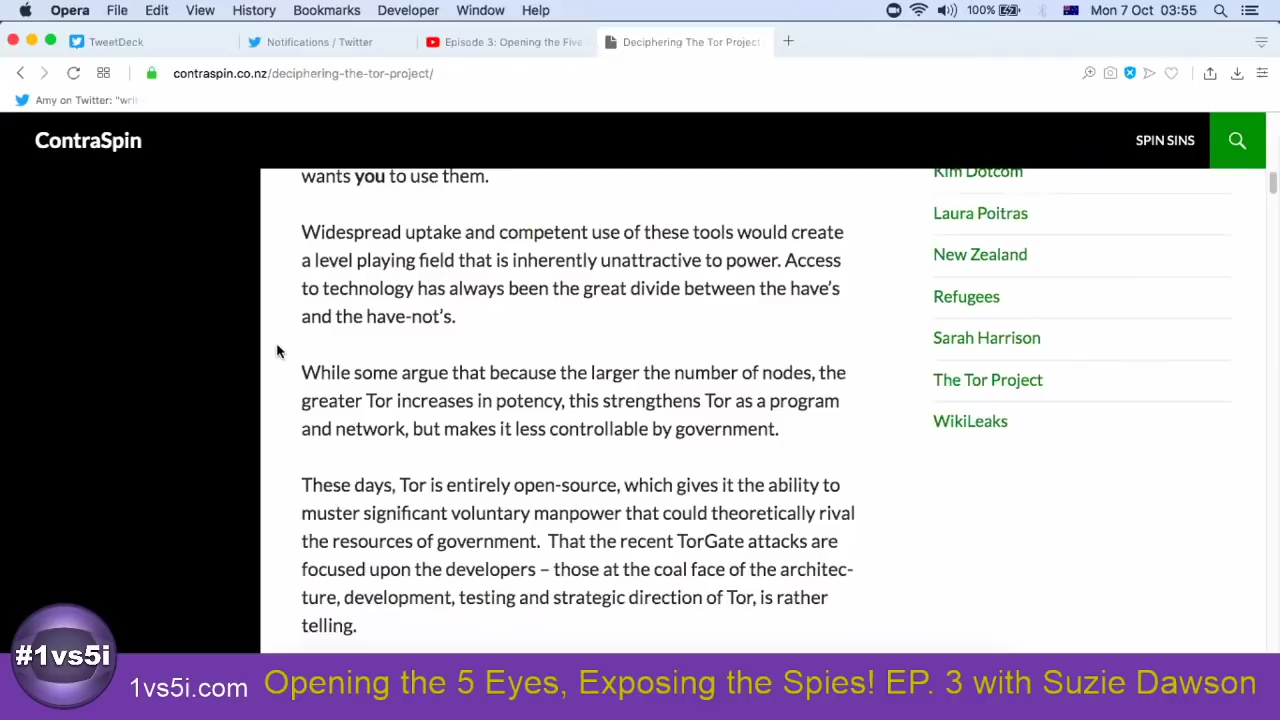 Opera File Edit View History Bookmarks Developer Window Help 100% Mon 7 Oct 03:55
TweetDeck Notifications / Twitter Episode 3: Opening the Five Deciphering The Tor Project
contraspin.co.nz/deciphering-the-tor-project/
Amy on Twitter: "writ
ContraSpin
SPIN SINS
wants you to use them.
Widespread uptake and competent use of these tools would create
a level playing field that is inherently unattractive to power. Access
to technology has always been the great divide between the have's
and the have-not's.
While some argue that because the larger the number of nodes, the
greater Tor increases in potency, this strengthens Tor as a program
and network, but makes it less controllable by government.
These days, Tor is entirely open-source, which gives it the ability to
muster significant voluntary manpower that could theoretically rival
the resources of government.  That the recent TorGate attacks are
focused upon the developers – those at the coal face of the architec-
ture, development, testing and strategic direction of Tor, is rather
telling.
Kim Dotcom
Laura Poitras
New Zealand
Refugees
Sarah Harrison
The Tor Project
WikiLeaks
#1vs5i
1vs5i.com
Opening the 5 Eyes, Exposing the Spies! EP. 3 with Suzie Dawson